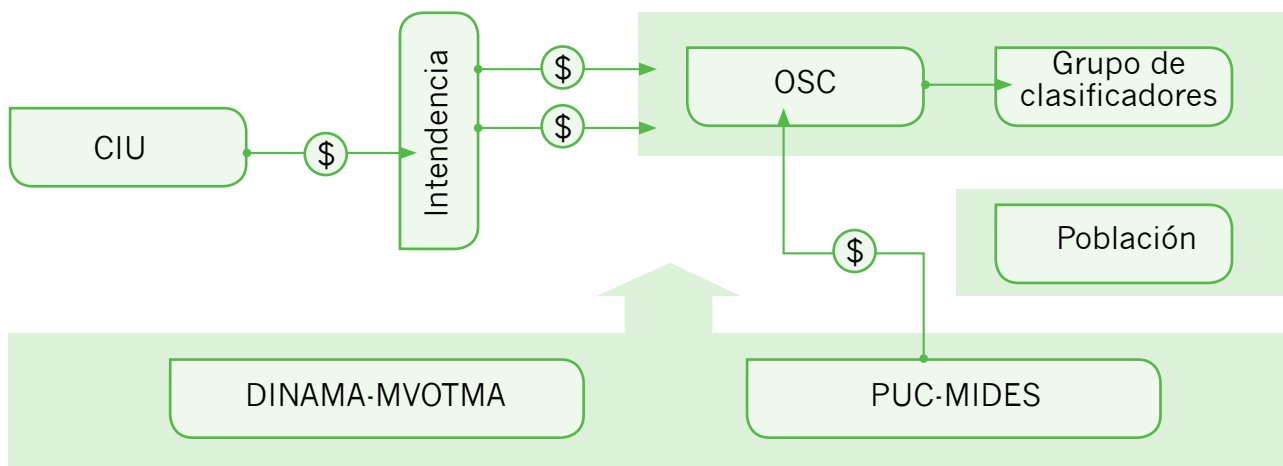 CIU
$
Intendencia
$
$
OSC
Grupo de
clasificadores
Población
$
DINAMA-MVOTMA
PUC-MIDES